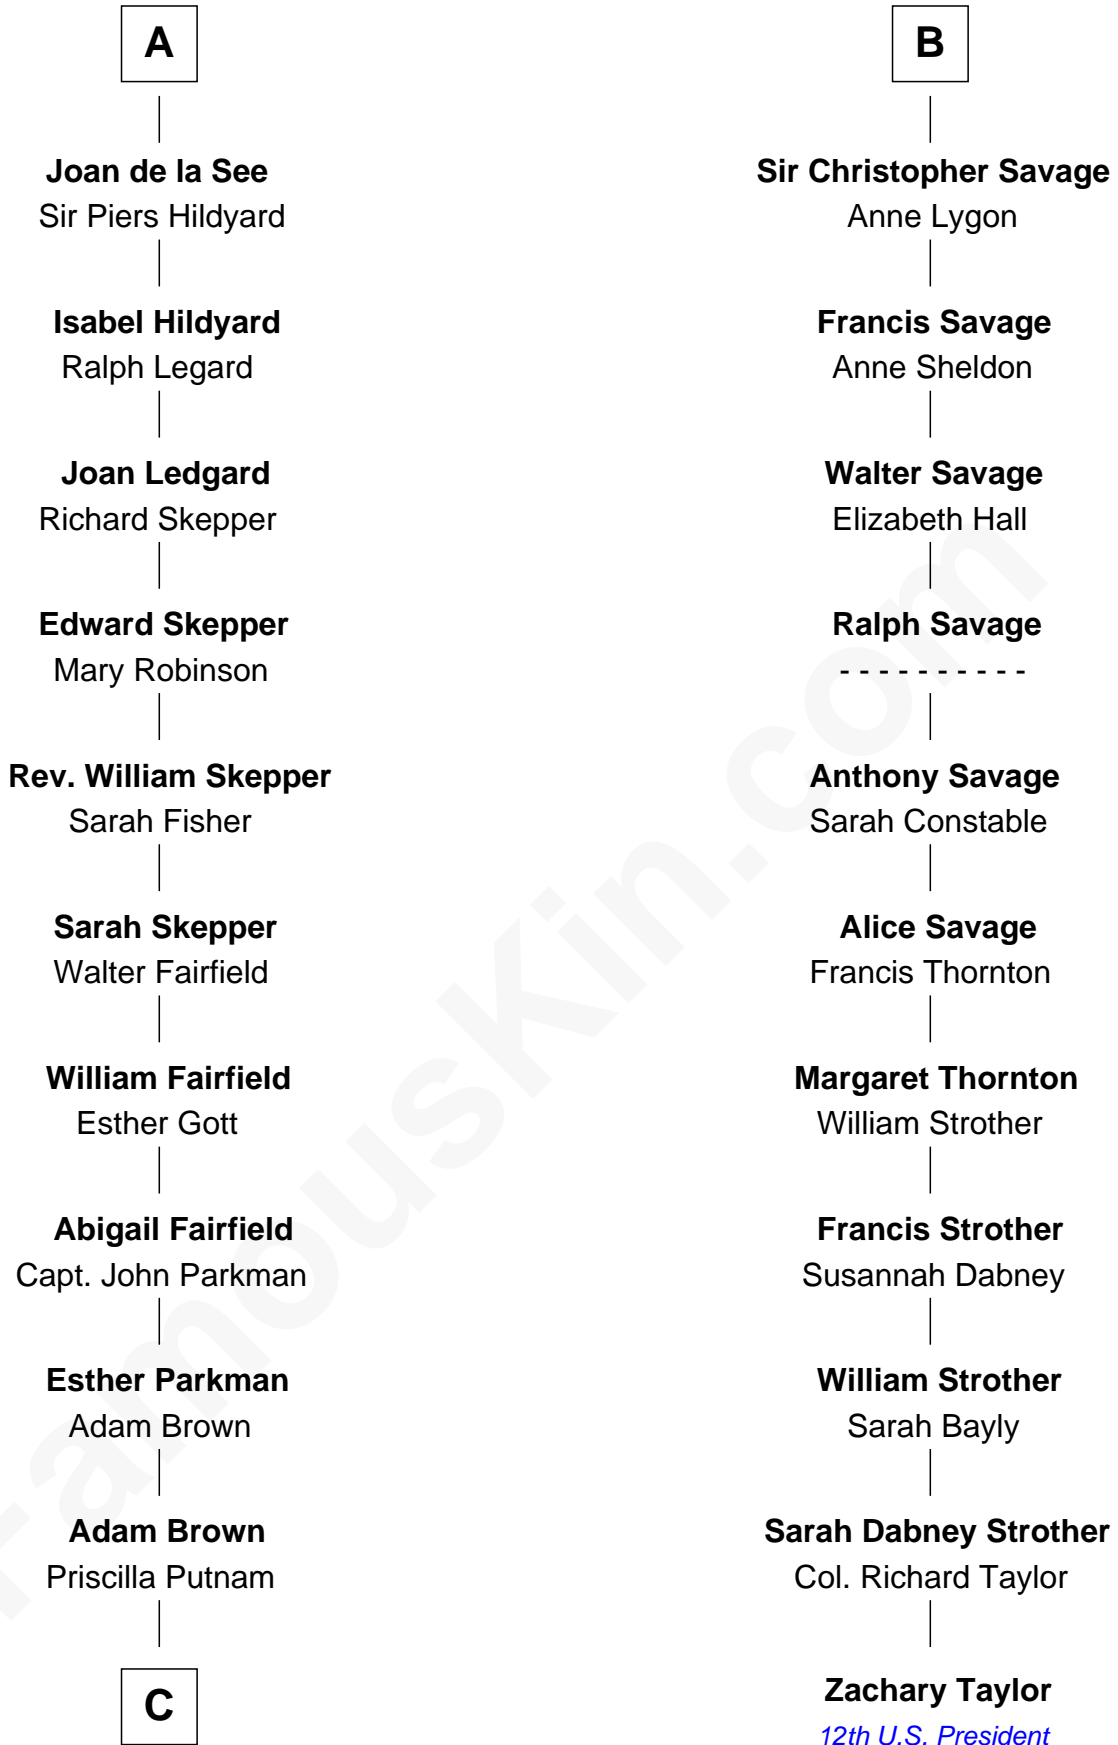 A
Joan de la See
Sir Piers Hildyard
Isabel Hildyard
Ralph Legard
Joan Ledgard
Richard Skepper
Edward Skepper
Mary Robinson
Rev. William Skepper
Sarah Fisher
Sarah Skepper
Walter Fairfield
William Fairfield
Esther Gott
Abigail Fairfield
Capt. John Parkman
Esther Parkman
Adam Brown
Adam Brown
Priscilla Putnam
C
B
Sir Christopher Savage
Anne Lygon
Francis Savage
Anne Sheldon
Walter Savage
Elizabeth Hall
Ralph Savage
- - - - - - - - - -
Anthony Savage
Sarah Constable
Alice Savage
Francis Thornton
Margaret Thornton
William Strother
Francis Strother
Susannah Dabney
William Strother
Sarah Bayly
Sarah Dabney Strother
Col. Richard Taylor
Zachary Taylor
12th U.S. President
FamousKin.com